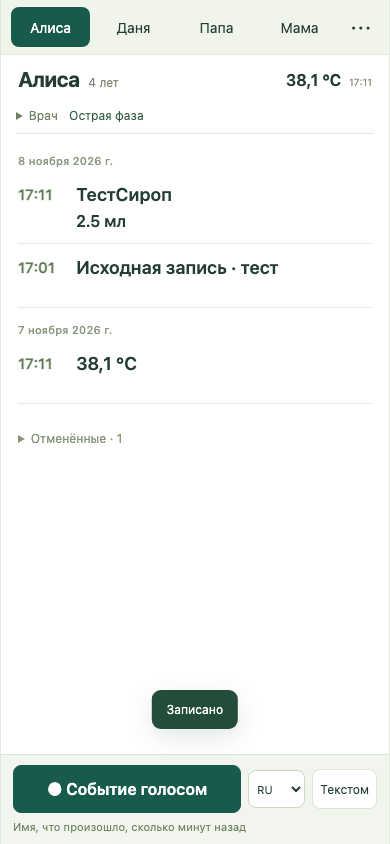 Алиса Даня Папа Мама ···
Алиса 4 лет 38,1 °C 17:11
Врач Острая фаза
8 ноября 2026 г.
17:11 ТестСироп
2.5 мл
17:01 Исходная запись · тест
7 ноября 2026 г.
17:11 38,1 °C
Отменённые · 1
Записано
Событие голосом RU Текстом
Имя, что произошло, сколько минут назад